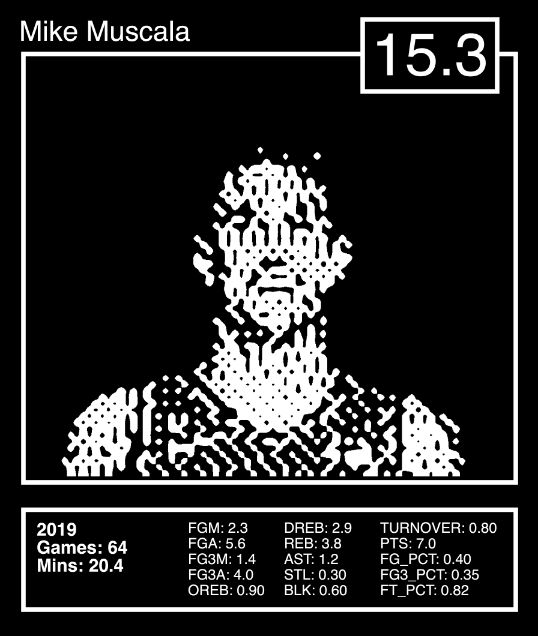 Mike Muscala
15.3
2019
Games: 64
Mins: 20.4
FGM: 2.3
FGA: 5.6
FG3M: 1.4
FG3A: 4.0
OREB: 0.90
DREB: 2.9
REB: 3.8
AST: 1.2
STL: 0.30
BLK: 0.60
TURNOVER: 0.80
PTS: 7.0
FG_PCT: 0.40
FG3_PCT: 0.35
FT_PCT: 0.82